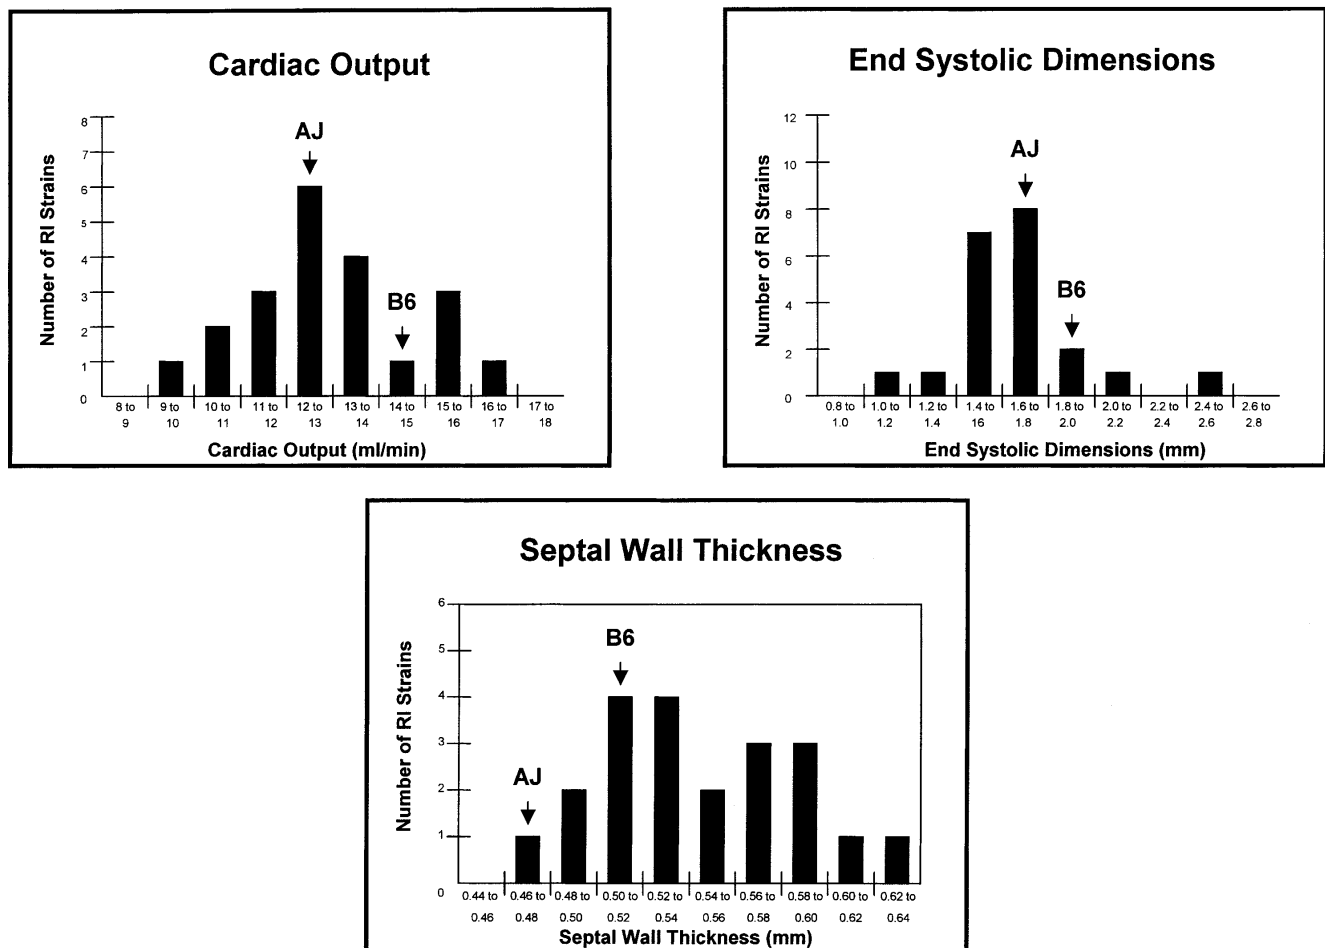 Cardiac Output
8
7
6
5
4
3
2
1
0
Number of RI Strains
AJ
B6
8 to 9 to 10 to 11 to 12 to 13 to 14 to 15 to 16 to 17 to
9 10 11 12 13 14 15 16 17 18
Cardiac Output (ml/min)
End Systolic Dimensions
12
10
8
6
4
2
0
Number of RI Strains
AJ
B6
0.8 to 1.0 to 1.2 to 1.4 to 1.6 to 1.8 to 2.0 to 2.2 to 2.4 to 2.6 to
1.0 1.2 1.4 16 1.8 2.0 2.2 2.4 2.6 2.8
End Systolic Dimensions (mm)
Septal Wall Thickness
6
5
4
3
2
1
0
Number of RI Strains
B6
AJ
0.44 to 0.46 to 0.48 to 0.50 to 0.52 to 0.54 to 0.56 to 0.58 to 0.60 to 0.62 to
0.46 0.48 0.50 0.52 0.54 0.56 0.58 0.60 0.62 0.64
Septal Wall Thickness (mm)